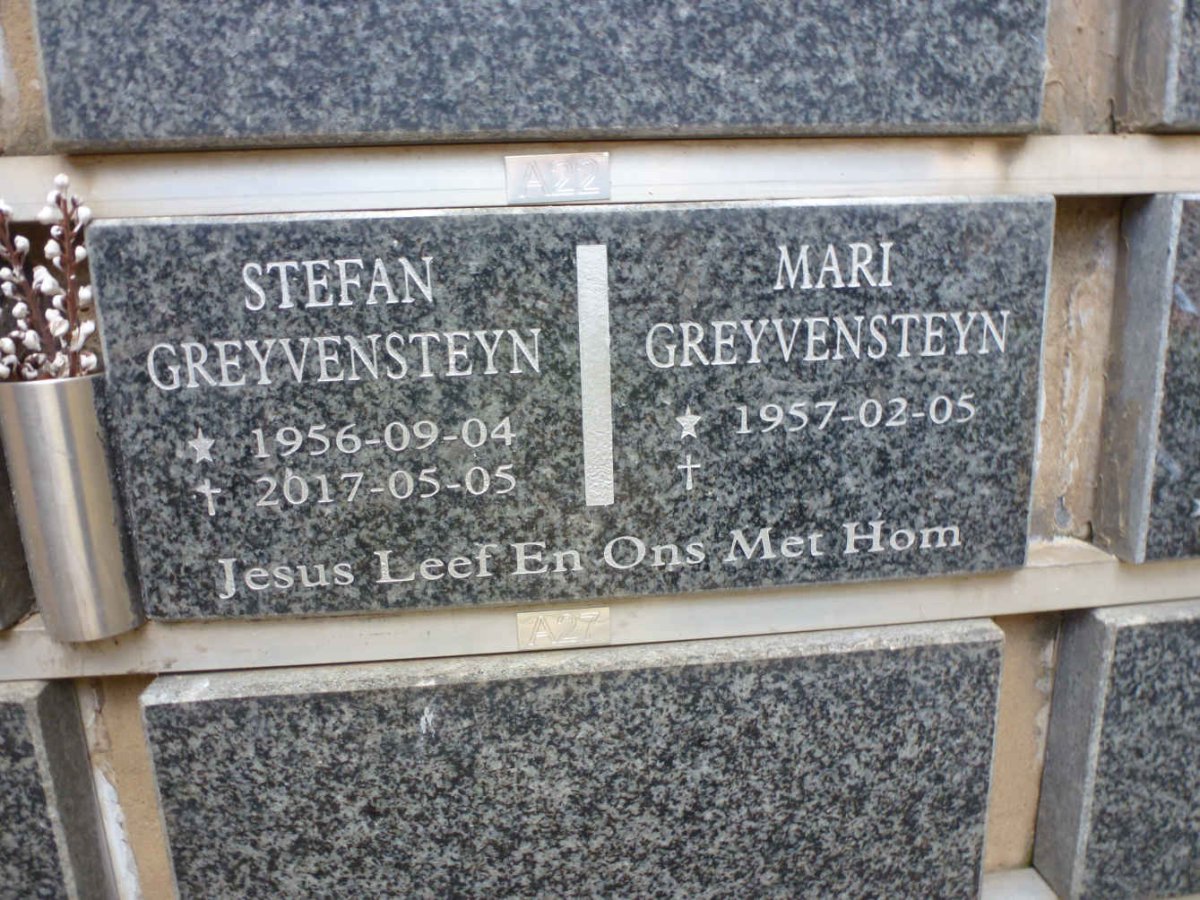 A22
STEFAN
GREYVENSTEYN
1956-09-04
2017-05-05
MARI
GREYVENSTEYN
1957-02-05
Jesus Leef En Ons Met Hom
A27